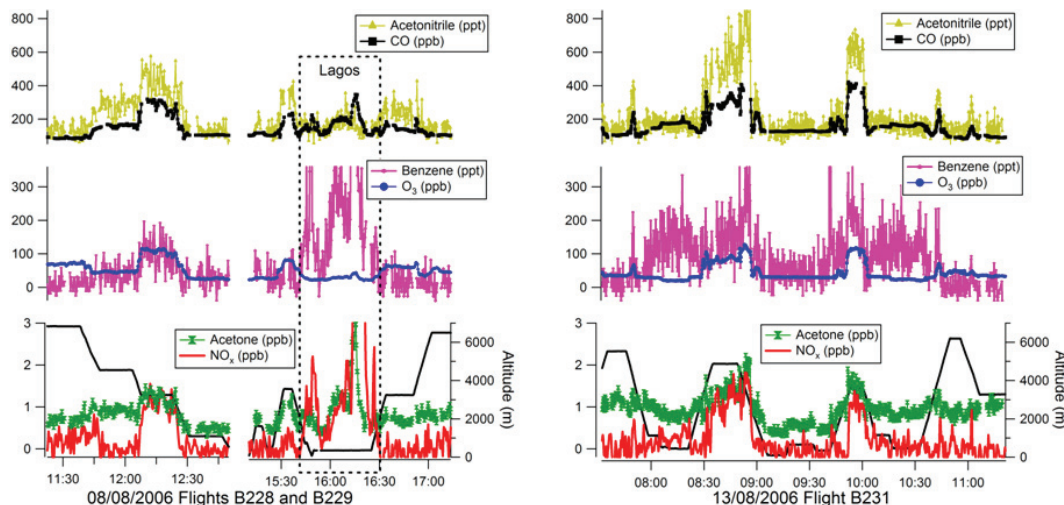 800
600
400
200
Acetonitrile (ppt)
CO (ppb)
Lagos
300
200
100
0
Benzene (ppt)
O3 (ppb)
3
2
1
0
Acetone (ppb)
NOx (ppb)
6000
4000
2000
0
Altitude (m)
11:30 12:00 12:30 15:30 16:00 16:30 17:00
08/08/2006 Flights B228 and B229
800
600
400
200
Acetonitrile (ppt)
CO (ppb)
300
200
100
0
Benzene (ppt)
O3 (ppb)
3
2
1
0
Acetone (ppb)
NOx (ppb)
6000
4000
2000
0
Altitude (m)
08:00 08:30 09:00 09:30 10:00 10:30 11:00
13/08/2006 Flight B231